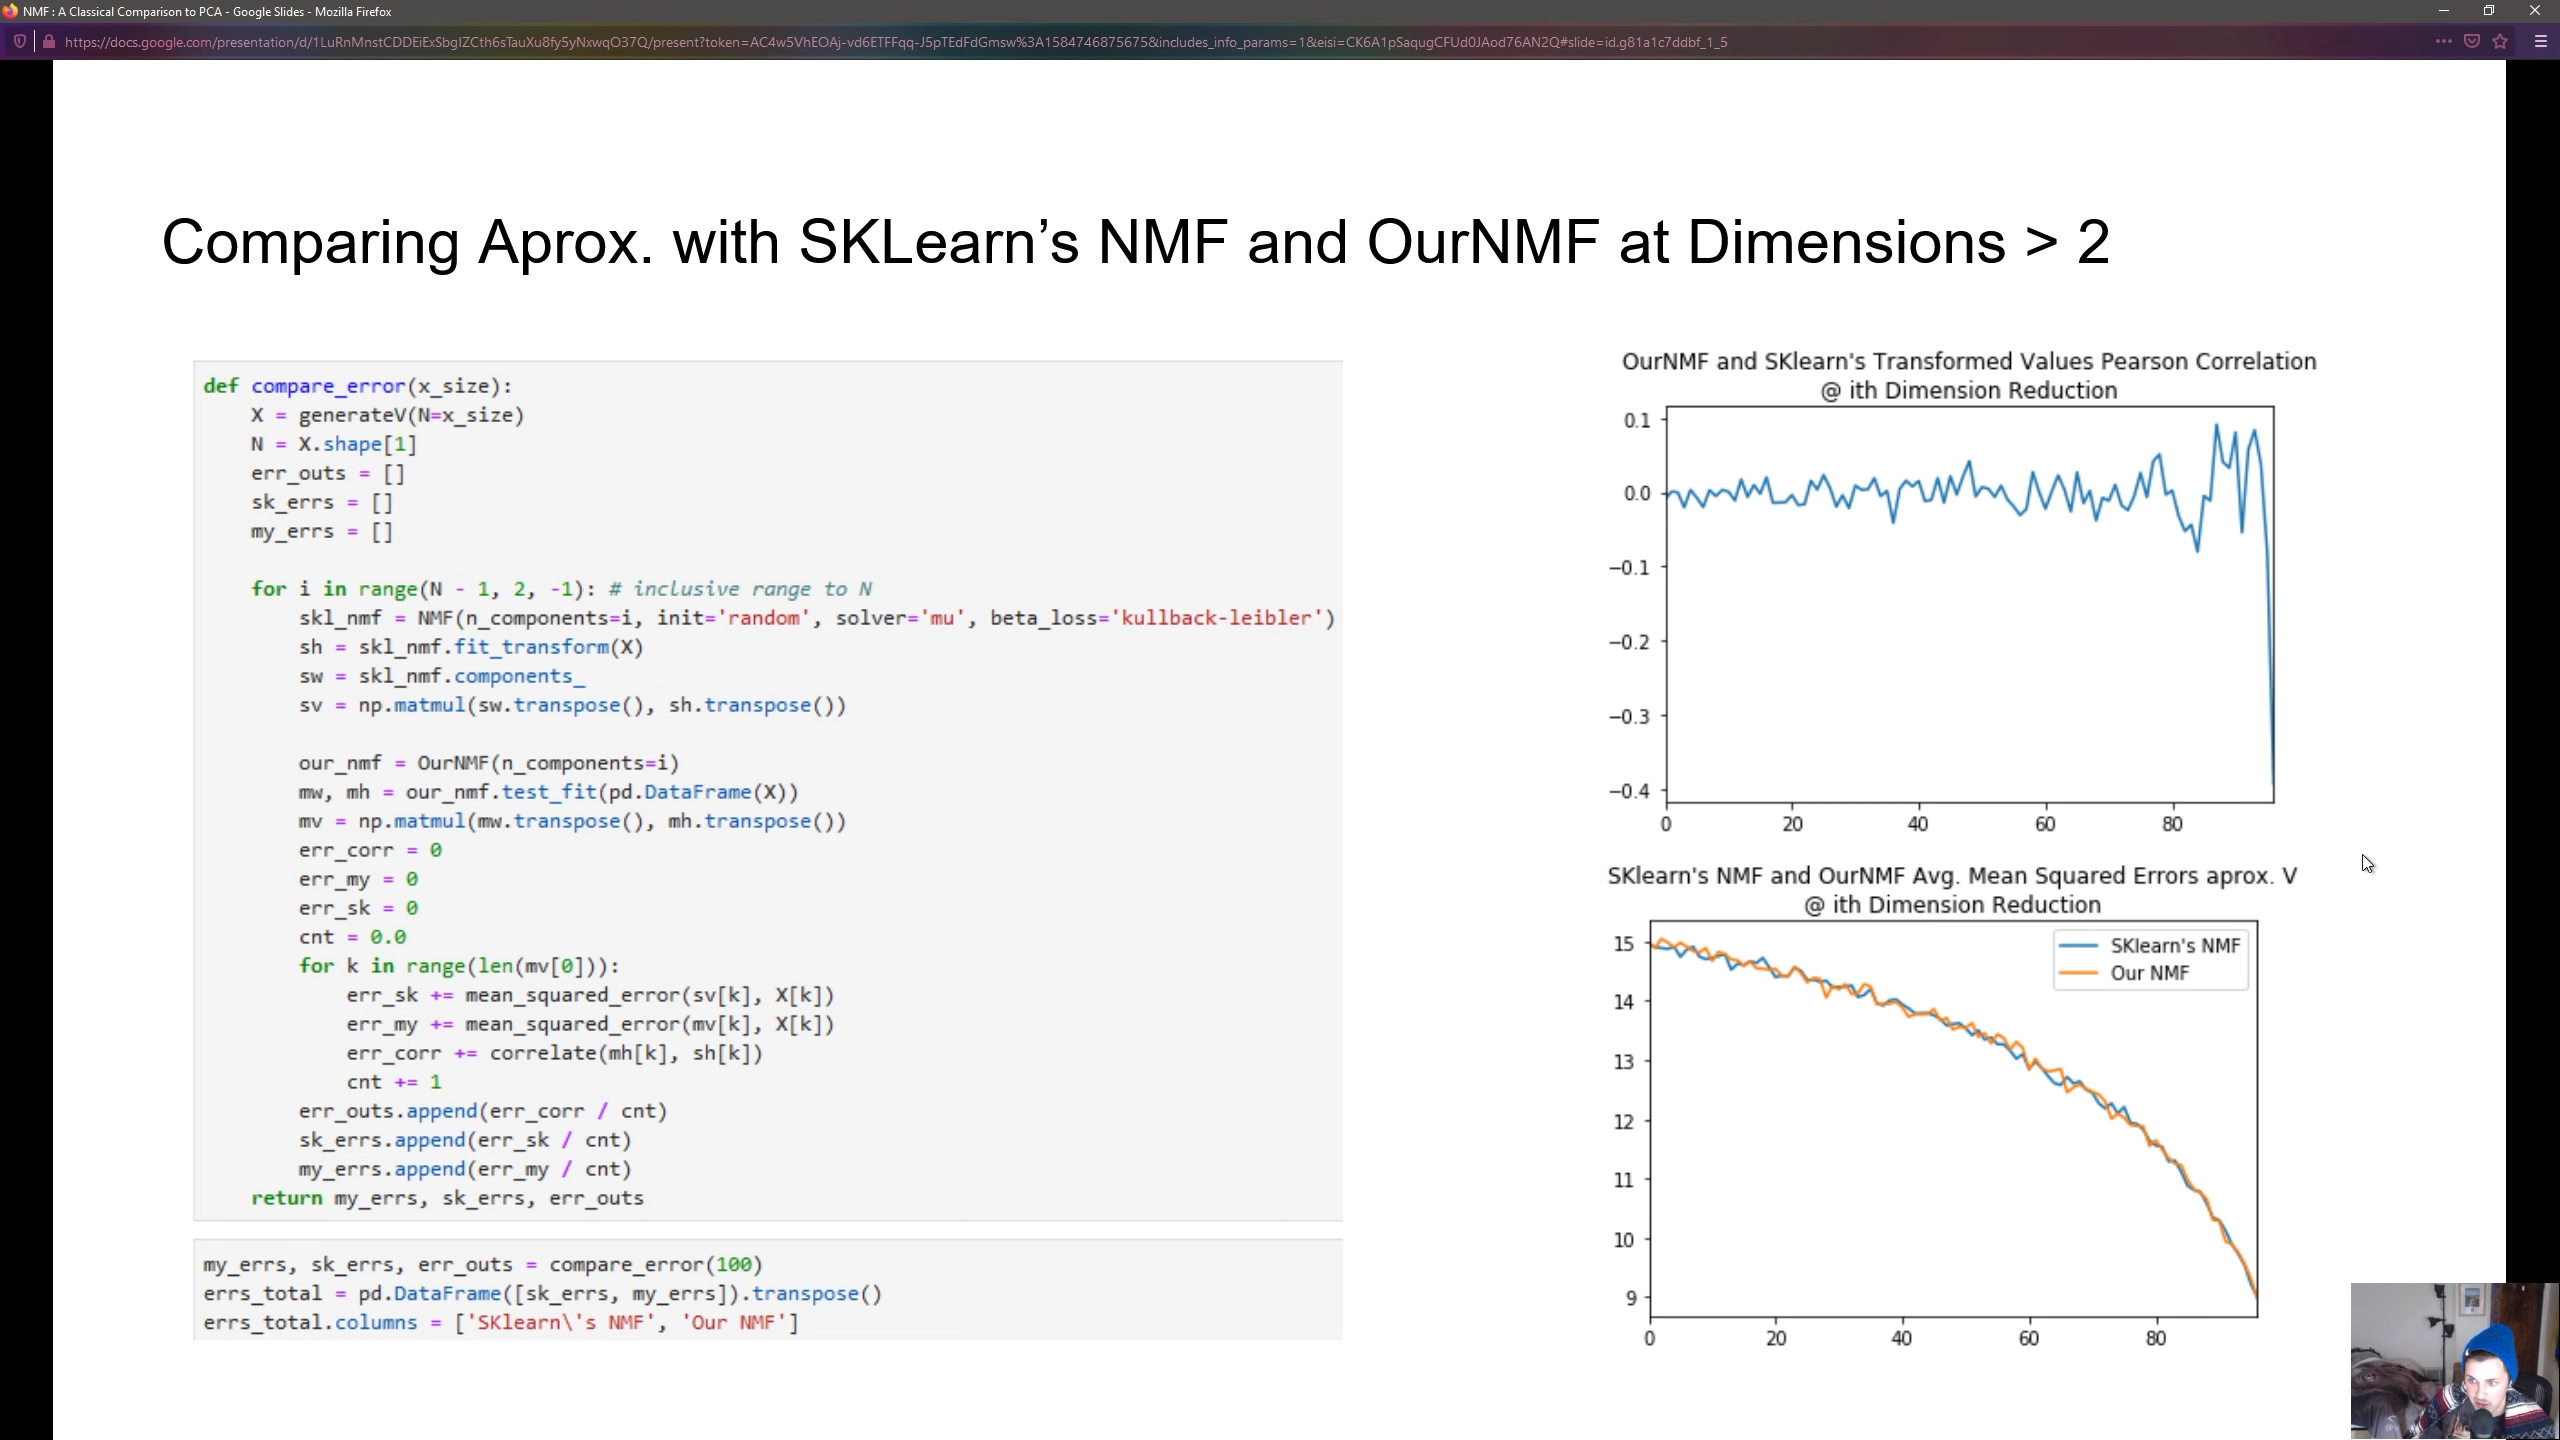 NMF : A Classical Comparison to PCA - Google Slides - Mozilla Firefox
https://docs.google.com/presentation/d/1LuRnMnstCDDEiExSbgIZCth6sTauXu8fy5yNxwqO37Q/present?token=AC4w5VhEOAj-vd6ETFFqq-J5pTEdFdGmsw%3A1584746875675&includes_info_params=1&eisi=CK6A1pSaqugCFUd0JAod76AN2Q#slide=id.g81a1c7ddbf_1_5
Comparing Aprox. with SKLearn’s NMF and OurNMF at Dimensions > 2
def compare_error(x_size):
    X = generateV(N=x_size)
    N = X.shape[1]
    err_outs = []
    sk_errs = []
    my_errs = []
    for i in range(N - 1, 2, -1): # inclusive range to N
        skl_nmf = NMF(n_components=i, init='random', solver='mu', beta_loss='kullback-leibler')
        sh = skl_nmf.fit_transform(X)
        sw = skl_nmf.components_
        sv = np.matmul(sw.transpose(), sh.transpose())
        our_nmf = OurNMF(n_components=i)
        mw, mh = our_nmf.test_fit(pd.DataFrame(X))
        mv = np.matmul(mw.transpose(), mh.transpose())
        err_corr = 0
        err_my = 0
        err_sk = 0
        cnt = 0.0
        for k in range(len(mv[0])):
            err_sk += mean_squared_error(sv[k], X[k])
            err_my += mean_squared_error(mv[k], X[k])
            err_corr += correlate(mh[k], sh[k])
            cnt += 1
        err_outs.append(err_corr / cnt)
        sk_errs.append(err_sk / cnt)
        my_errs.append(err_my / cnt)
    return my_errs, sk_errs, err_outs
my_errs, sk_errs, err_outs = compare_error(100)
errs_total = pd.DataFrame([sk_errs, my_errs]).transpose()
errs_total.columns = ['SKlearn\'s NMF', 'Our NMF']
OurNMF and SKlearn's Transformed Values Pearson Correlation
@ ith Dimension Reduction
0.1
0.0
−0.1
−0.2
−0.3
−0.4
0 20 40 60 80
SKlearn's NMF and OurNMF Avg. Mean Squared Errors aprox. V
@ ith Dimension Reduction
SKlearn's NMF
Our NMF
15
14
13
12
11
10
9
0 20 40 60 80